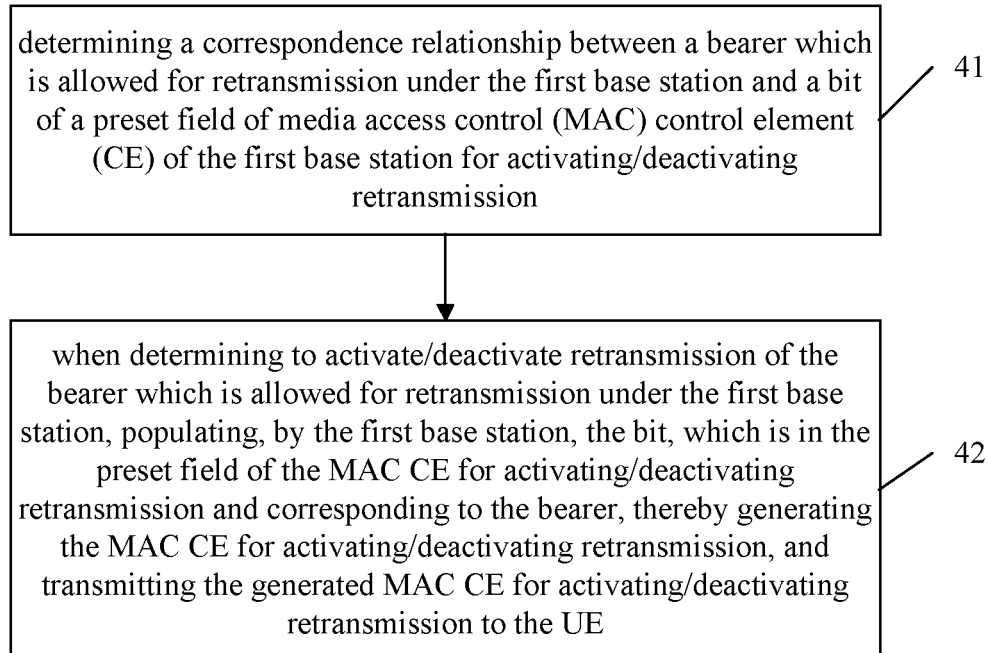 determining a correspondence relationship between a bearer which
is allowed for retransmission under the first base station and a bit
of a preset field of media access control (MAC) control element
(CE) of the first base station for activating/deactivating
retransmission
41
when determining to activate/deactivate retransmission of the
bearer which is allowed for retransmission under the first base
station, populating, by the first base station, the bit, which is in the
preset field of the MAC CE for activating/deactivating
retransmission and corresponding to the bearer, thereby generating
the MAC CE for activating/deactivating retransmission, and
transmitting the generated MAC CE for activating/deactivating
retransmission to the UE
42